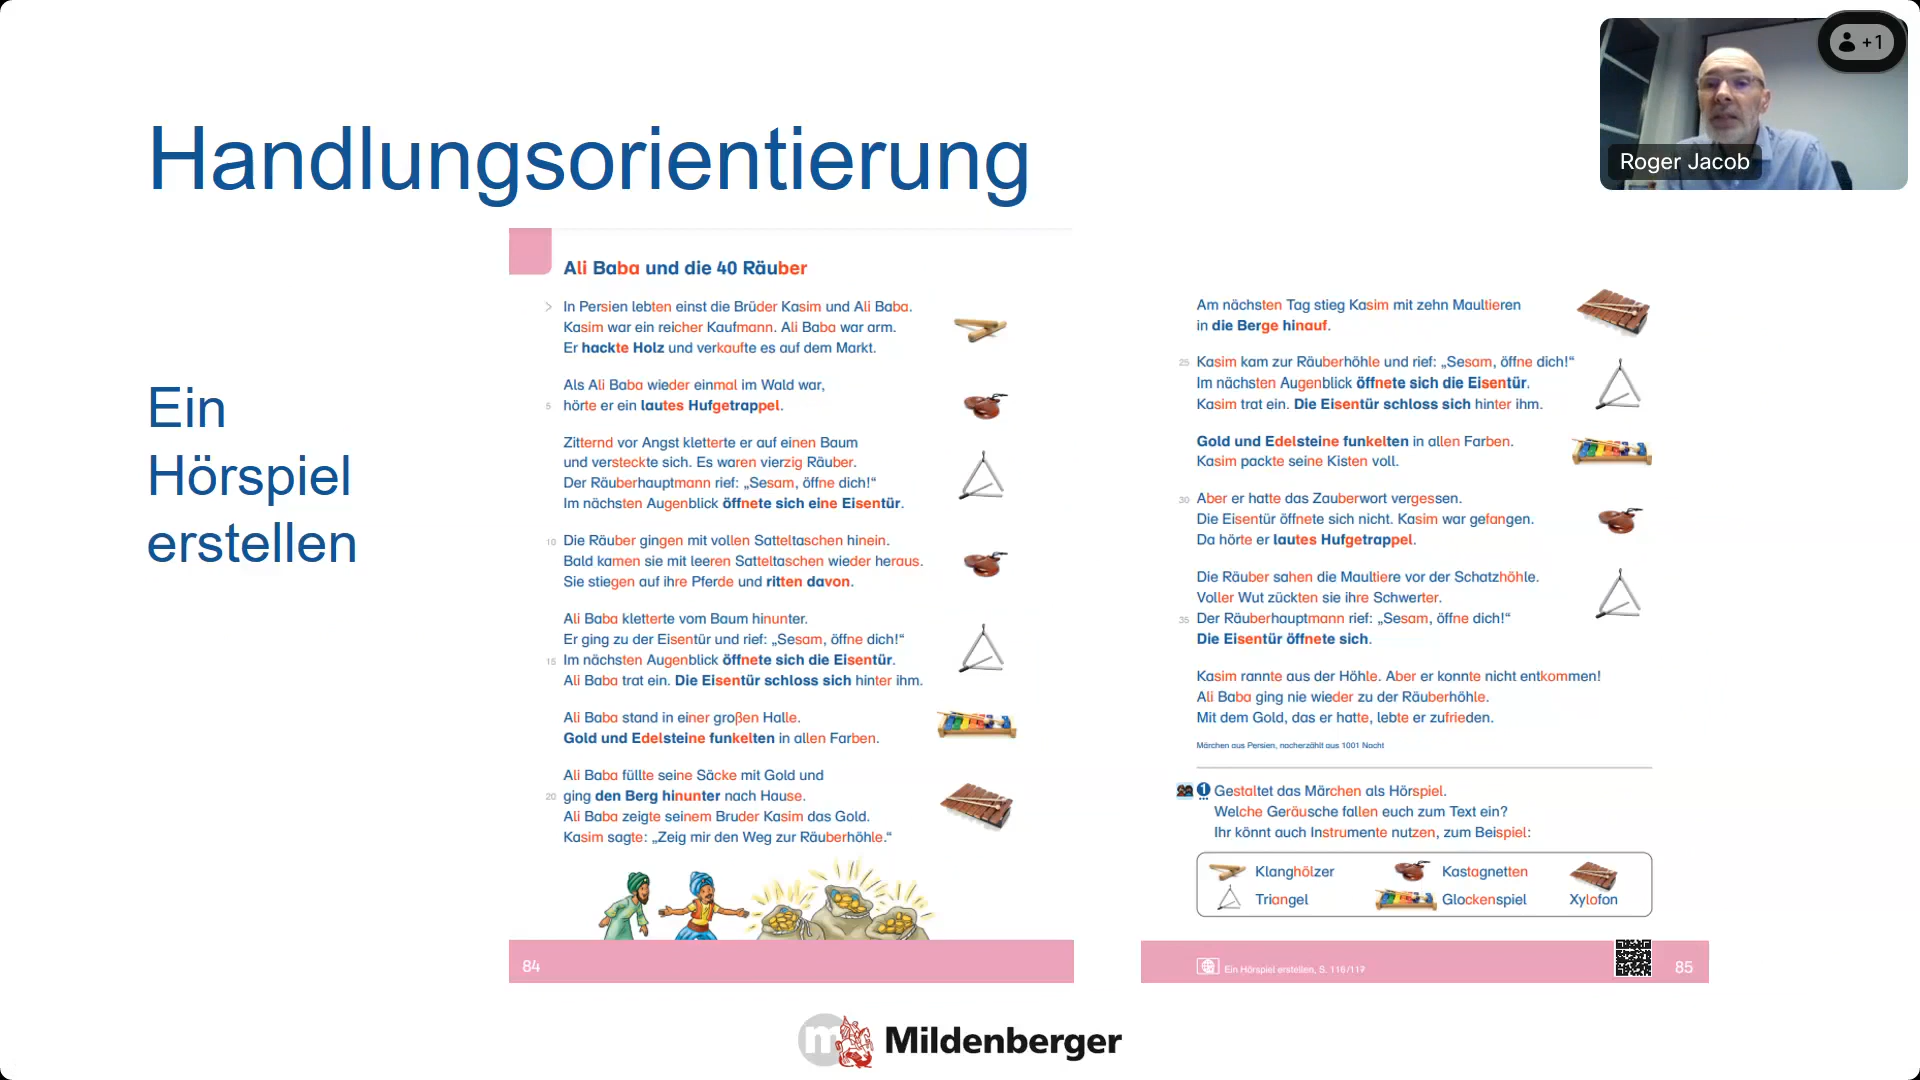 Handlungsorientierung
+1
Roger Jacob
Ein
Hörspiel
erstellen
Ali Baba und die 40 Räuber
In Persien lebten einst die Brüder Kasim und Ali Baba.
Kasim war ein reicher Kaufmann. Ali Baba war arm.
Er hackte Holz und verkaufte es auf dem Markt.
Als Ali Baba wieder einmal im Wald war,
5 hörte er ein lautes Hufgetrappel.
Zitternd vor Angst kletterte er auf einen Baum
und versteckte sich. Es waren vierzig Räuber.
Der Räuberhauptmann rief: „Sesam, öffne dich!“
Im nächsten Augenblick öffnete sich eine Eisentür.
10 Die Räuber gingen mit vollen Satteltaschen hinein.
Bald kamen sie mit leeren Satteltaschen wieder heraus.
Sie stiegen auf ihre Pferde und ritten davon.
Ali Baba kletterte vom Baum hinunter.
Er ging zu der Eisentür und rief: „Sesam, öffne dich!“
15 Im nächsten Augenblick öffnete sich die Eisentür.
Ali Baba trat ein. Die Eisentür schloss sich hinter ihm.
Ali Baba stand in einer großen Halle.
Gold und Edelsteine funkelten in allen Farben.
Ali Baba füllte seine Säcke mit Gold und
20 ging den Berg hinunter nach Hause.
Ali Baba zeigte seinem Bruder Kasim das Gold.
Kasim sagte: „Zeig mir den Weg zur Räuberhöhle.“
84
Am nächsten Tag stieg Kasim mit zehn Maultieren
in die Berge hinauf.
25 Kasim kam zur Räuberhöhle und rief: „Sesam, öffne dich!“
Im nächsten Augenblick öffnete sich die Eisentür.
Kasim trat ein. Die Eisentür schloss sich hinter ihm.
Gold und Edelsteine funkelten in allen Farben.
Kasim packte seine Kisten voll.
30 Aber er hatte das Zauberwort vergessen.
Die Eisentür öffnete sich nicht. Kasim war gefangen.
Da hörte er lautes Hufgetrappel.
Die Räuber sahen die Maultiere vor der Schatzhöhle.
Voller Wut zückten sie ihre Schwerter.
35 Der Räuberhauptmann rief: „Sesam, öffne dich!“
Die Eisentür öffnete sich.
Kasim rannte aus der Höhle. Aber er konnte nicht entkommen!
Ali Baba ging nie wieder zu der Räuberhöhle.
Mit dem Gold, das er hatte, lebte er zufrieden.
Märchen aus Persien, nacherzählt aus 1001 Nacht
1 Gestaltet das Märchen als Hörspiel.
Welche Geräusche fallen euch zum Text ein?
Ihr könnt auch Instrumente nutzen, zum Beispiel:
Klanghölzer Kastagnetten
Triangel Glockenspiel Xylofon
Ein Hörspiel erstellen, S. 116/117
85
m Mildenberger